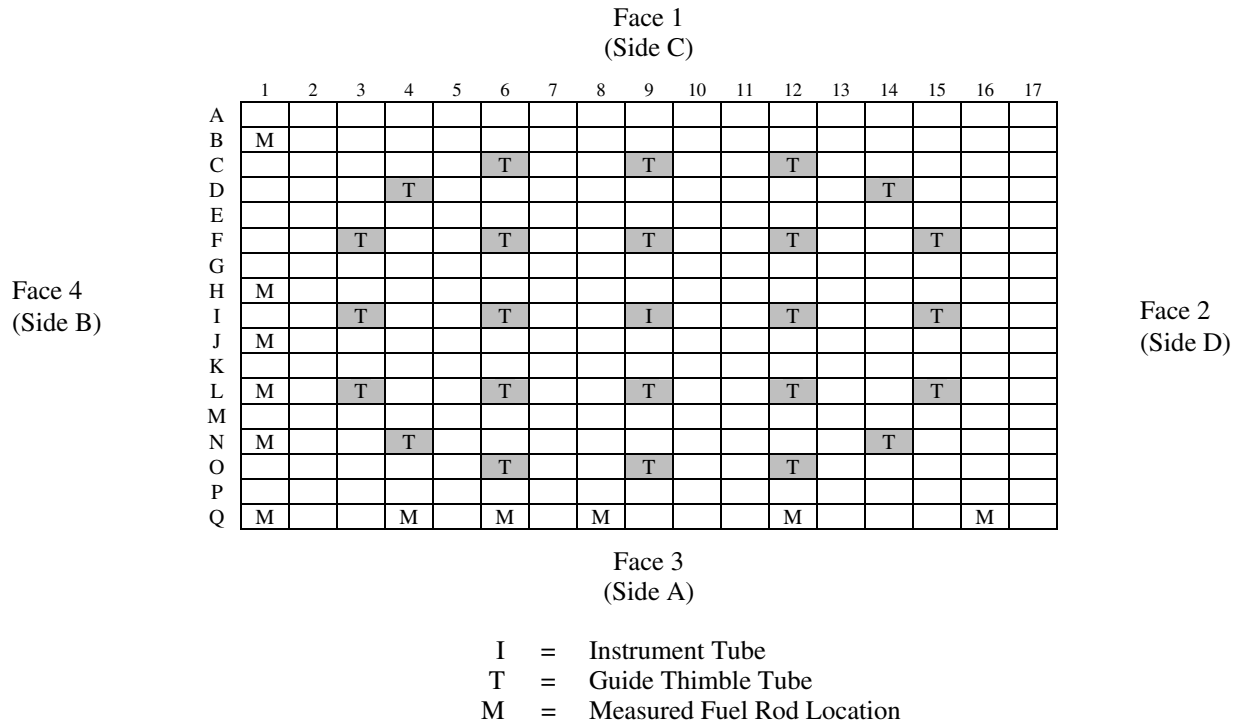 Face 1
(Side C)
1 2 3 4 5 6 7 8 9 10 11 12 13 14 15 16 17
A
B M
C T T T
D T T
E
F T T T T T
G
H M
Face 4
(Side B)
I T T I T T
Face 2
(Side D)
J M
K
L M T T T T T
M
N M T T
O T T T
P
Q M M M M M M
Face 3
(Side A)
I = Instrument Tube
T = Guide Thimble Tube
M = Measured Fuel Rod Location